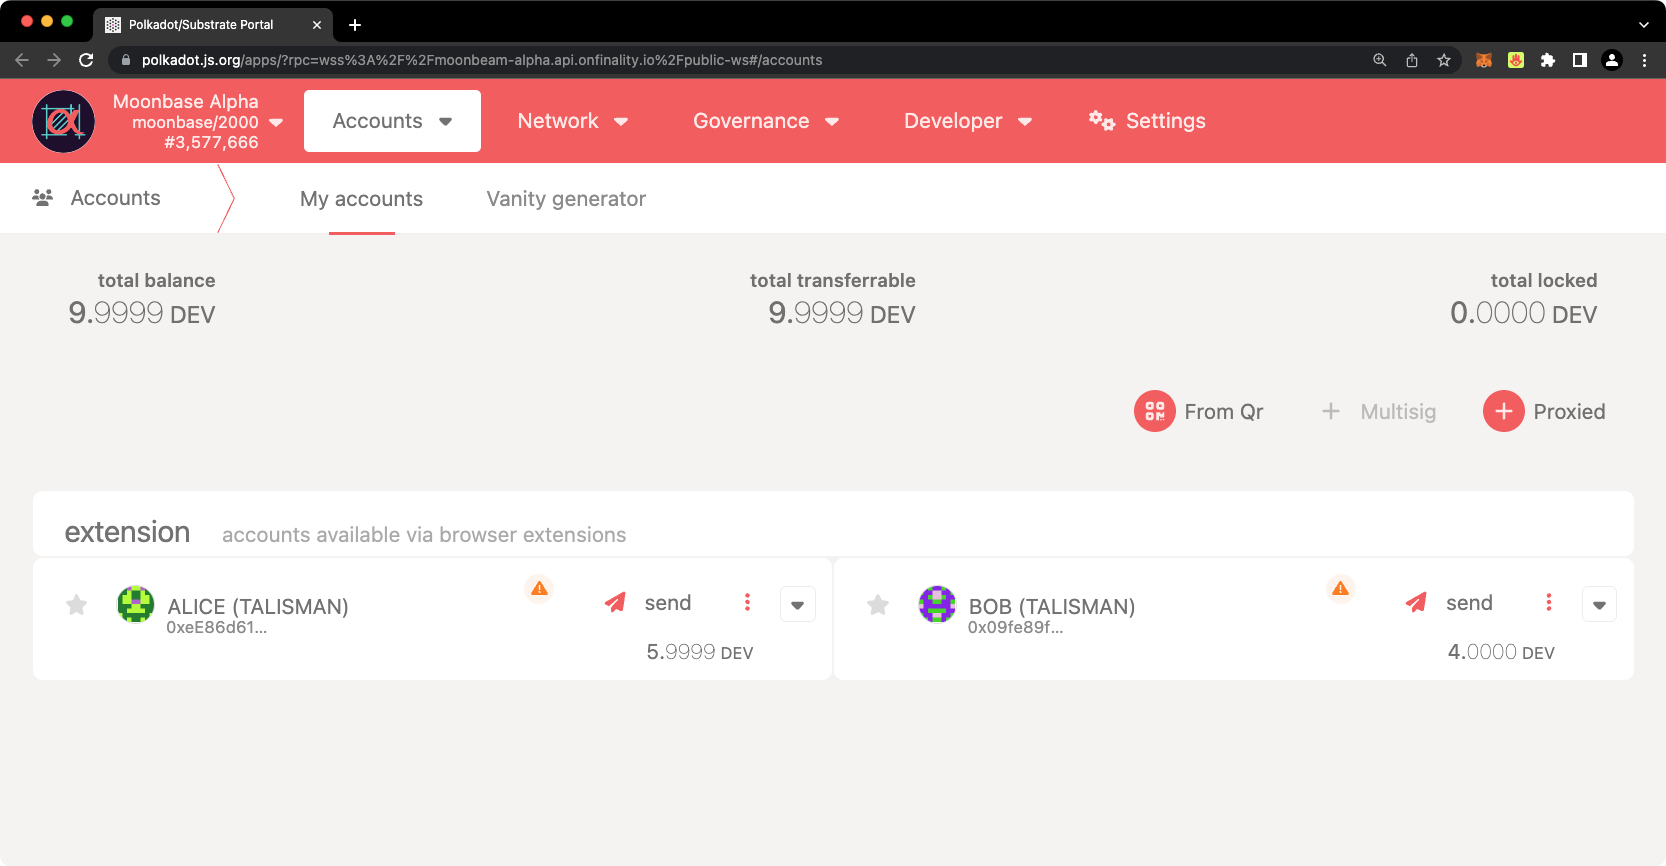 Polkadot/Substrate Portal
polkadot.js.org/apps/?rpc=wss%3A%2F%2Fmoonbeam-alpha.api.onfinality.io%2Fpublic-ws#/accounts
Moonbase Alpha
moonbase/2000
#3,577,666
Accounts
Network
Governance
Developer
Settings
Accounts
My accounts
Vanity generator
total balance
9.9999 DEV
total transferrable
9.9999 DEV
total locked
0.0000 DEV
From Qr
Multisig
Proxied
extension accounts available via browser extensions
ALICE (TALISMAN)
0xeE86d61...
send
5.9999 DEV
BOB (TALISMAN)
0x09fe89f...
send
4.0000 DEV